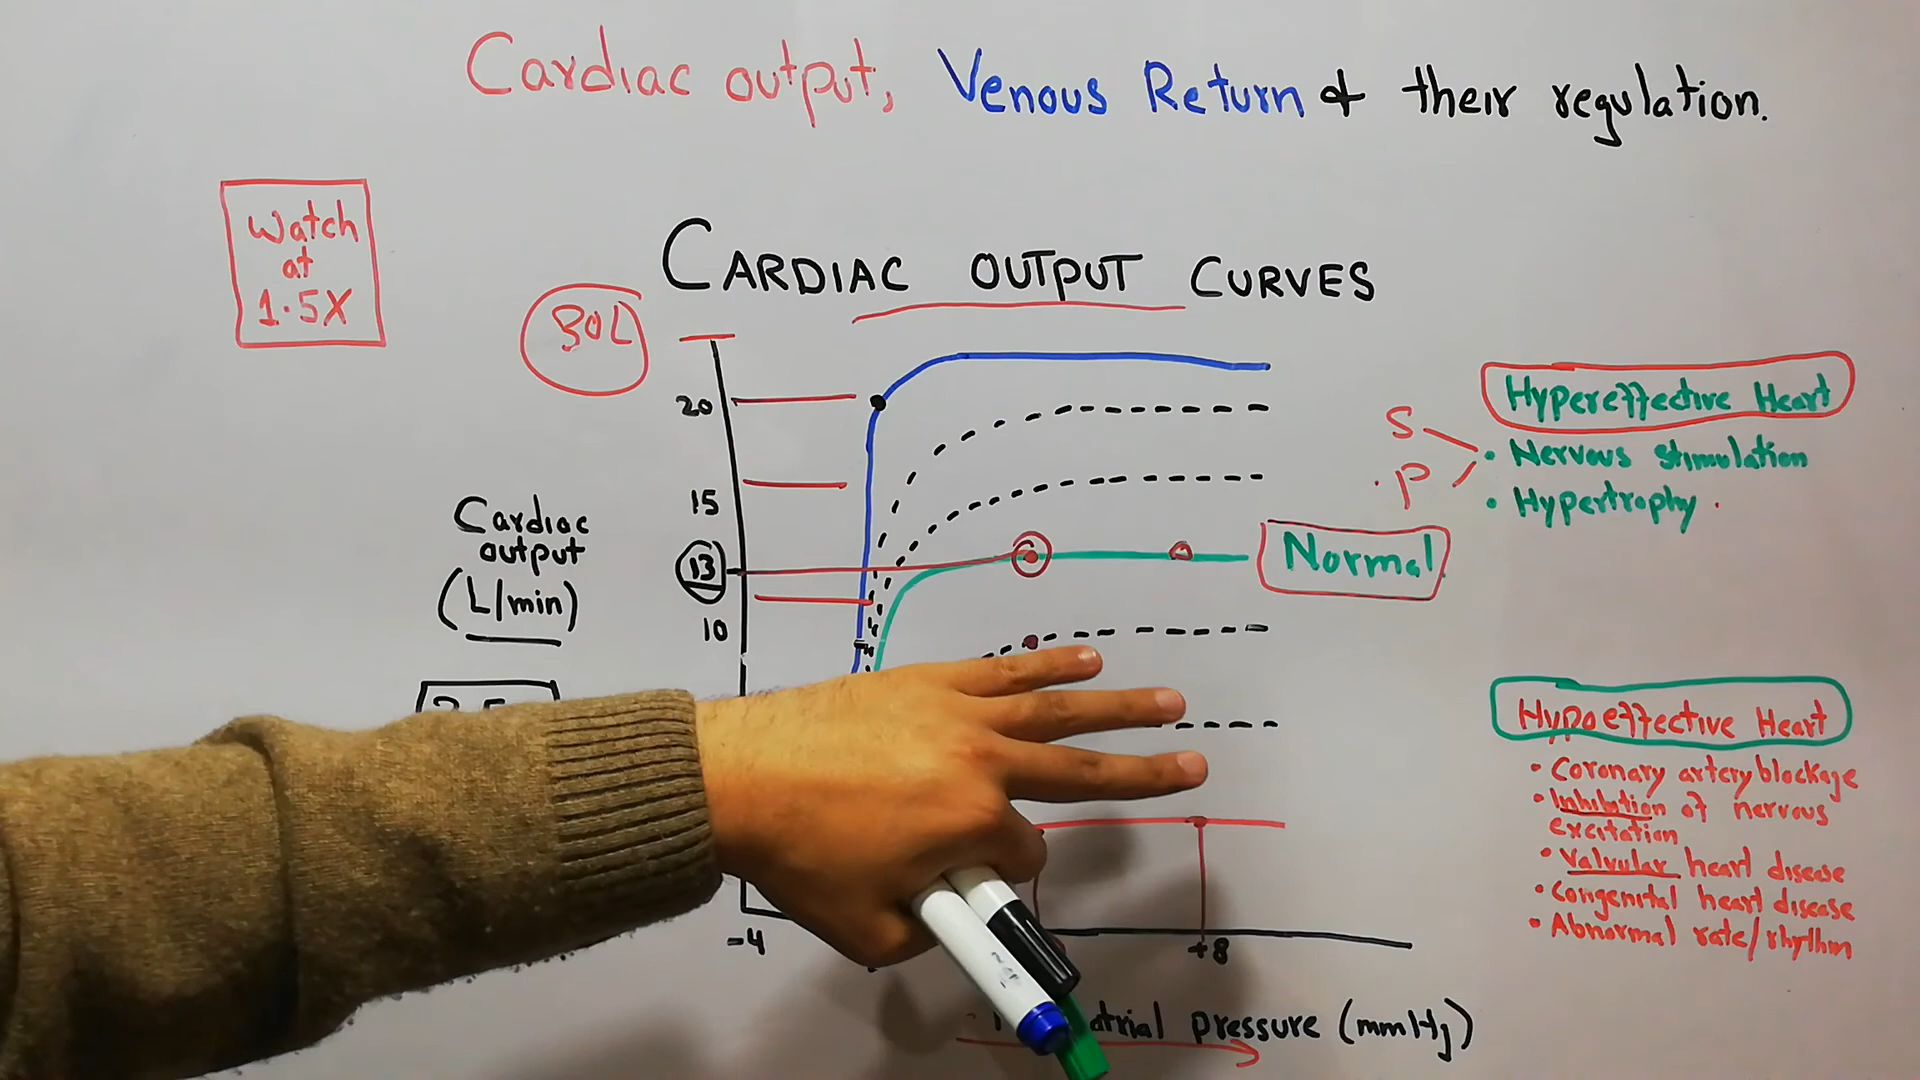 Cardiac output, Venous Return & their regulation.
Watch
at
1.5X
CARDIAC OUTPUT CURVES
30L
20
15
13
10
-4
+8
Cardiac
output
(L/min)
Hypereffective Heart
S
P
• Nervous stimulation
• Hypertrophy
Normal
Hypoeffective Heart
• Coronary artery blockage
• Inhibition of nervous
excitation
• Valvular heart disease
• Congenital heart disease
• Abnormal rate/rhythm
atrial pressure (mmHg)